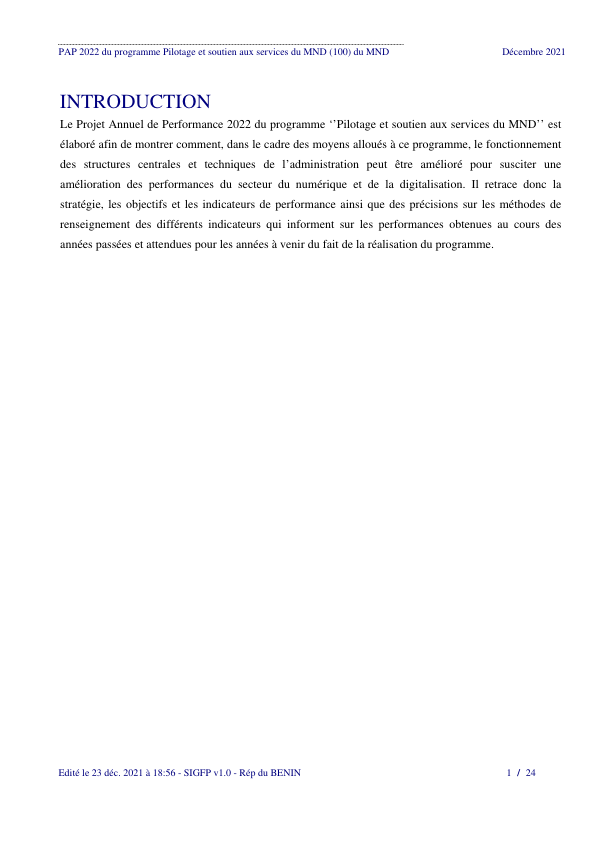 PAP 2022 du programme Pilotage et soutien aux services du MND (100) du MND Décembre 2021
INTRODUCTION
Le Projet Annuel de Performance 2022 du programme ‘’Pilotage et soutien aux services du MND’’ est
élaboré afin de montrer comment, dans le cadre des moyens alloués à ce programme, le fonctionnement
des structures centrales et techniques de l’administration peut être amélioré pour susciter une
amélioration des performances du secteur du numérique et de la digitalisation. Il retrace donc la
stratégie, les objectifs et les indicateurs de performance ainsi que des précisions sur les méthodes de
renseignement des différents indicateurs qui informent sur les performances obtenues au cours des
années passées et attendues pour les années à venir du fait de la réalisation du programme.
Edité le 23 déc. 2021 à 18:56 - SIGFP v1.0 - Rép du BENIN 1 / 24